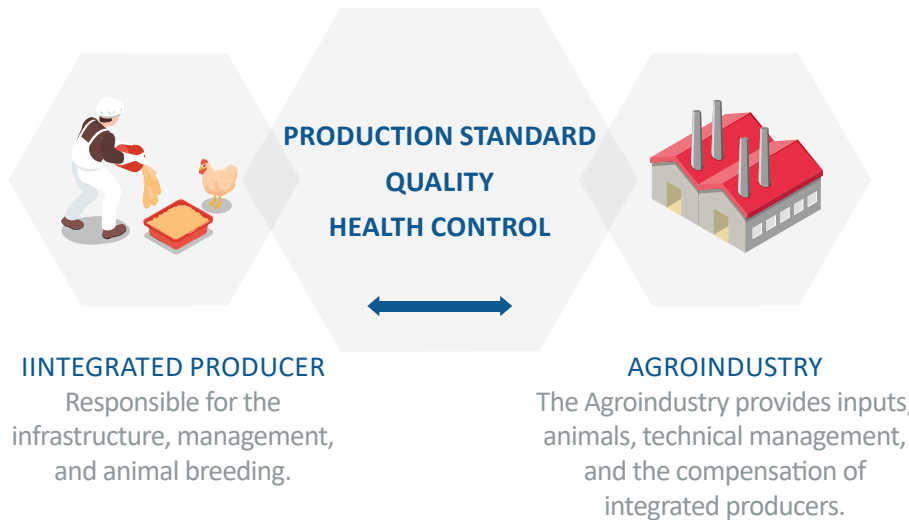 PRODUCTION STANDARD
QUALITY
HEALTH CONTROL
IINTEGRATED PRODUCER
Responsible for the
infrastructure, management,
and animal breeding.
AGROINDUSTRY
The Agroindustry provides inputs,
animals, technical management,
and the compensation of
integrated producers.